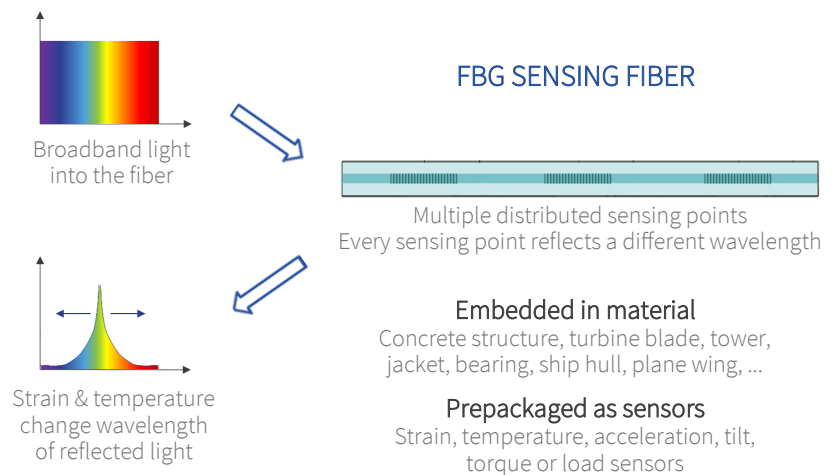 Broadband light
into the fiber
FBG SENSING FIBER
Multiple distributed sensing points
Every sensing point reflects a different wavelength
Strain & temperature
change wavelength
of reflected light
Embedded in material
Concrete structure, turbine blade, tower,
jacket, bearing, ship hull, plane wing, ...
Prepackaged as sensors
Strain, temperature, acceleration, tilt,
torque or load sensors